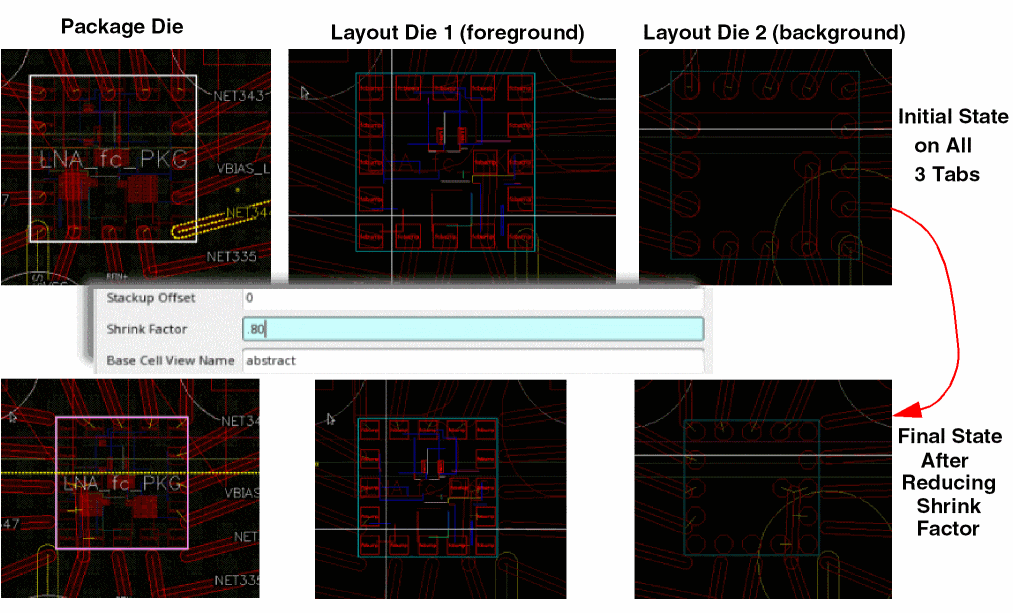 Package Die
Layout Die 1 (foreground)
Layout Die 2 (background)
NET343
LNA_fc_PKG
VBIAS_L
NET34
NET335
Initial State
on All
3 Tabs
Stackup Offset
0
Shrink Factor
.80
Base Cell View Name
abstract
NET34
LNA_fc_PKG
VBIAS
347
NET
NET335
Final State
After
Reducing
Shrink
Factor